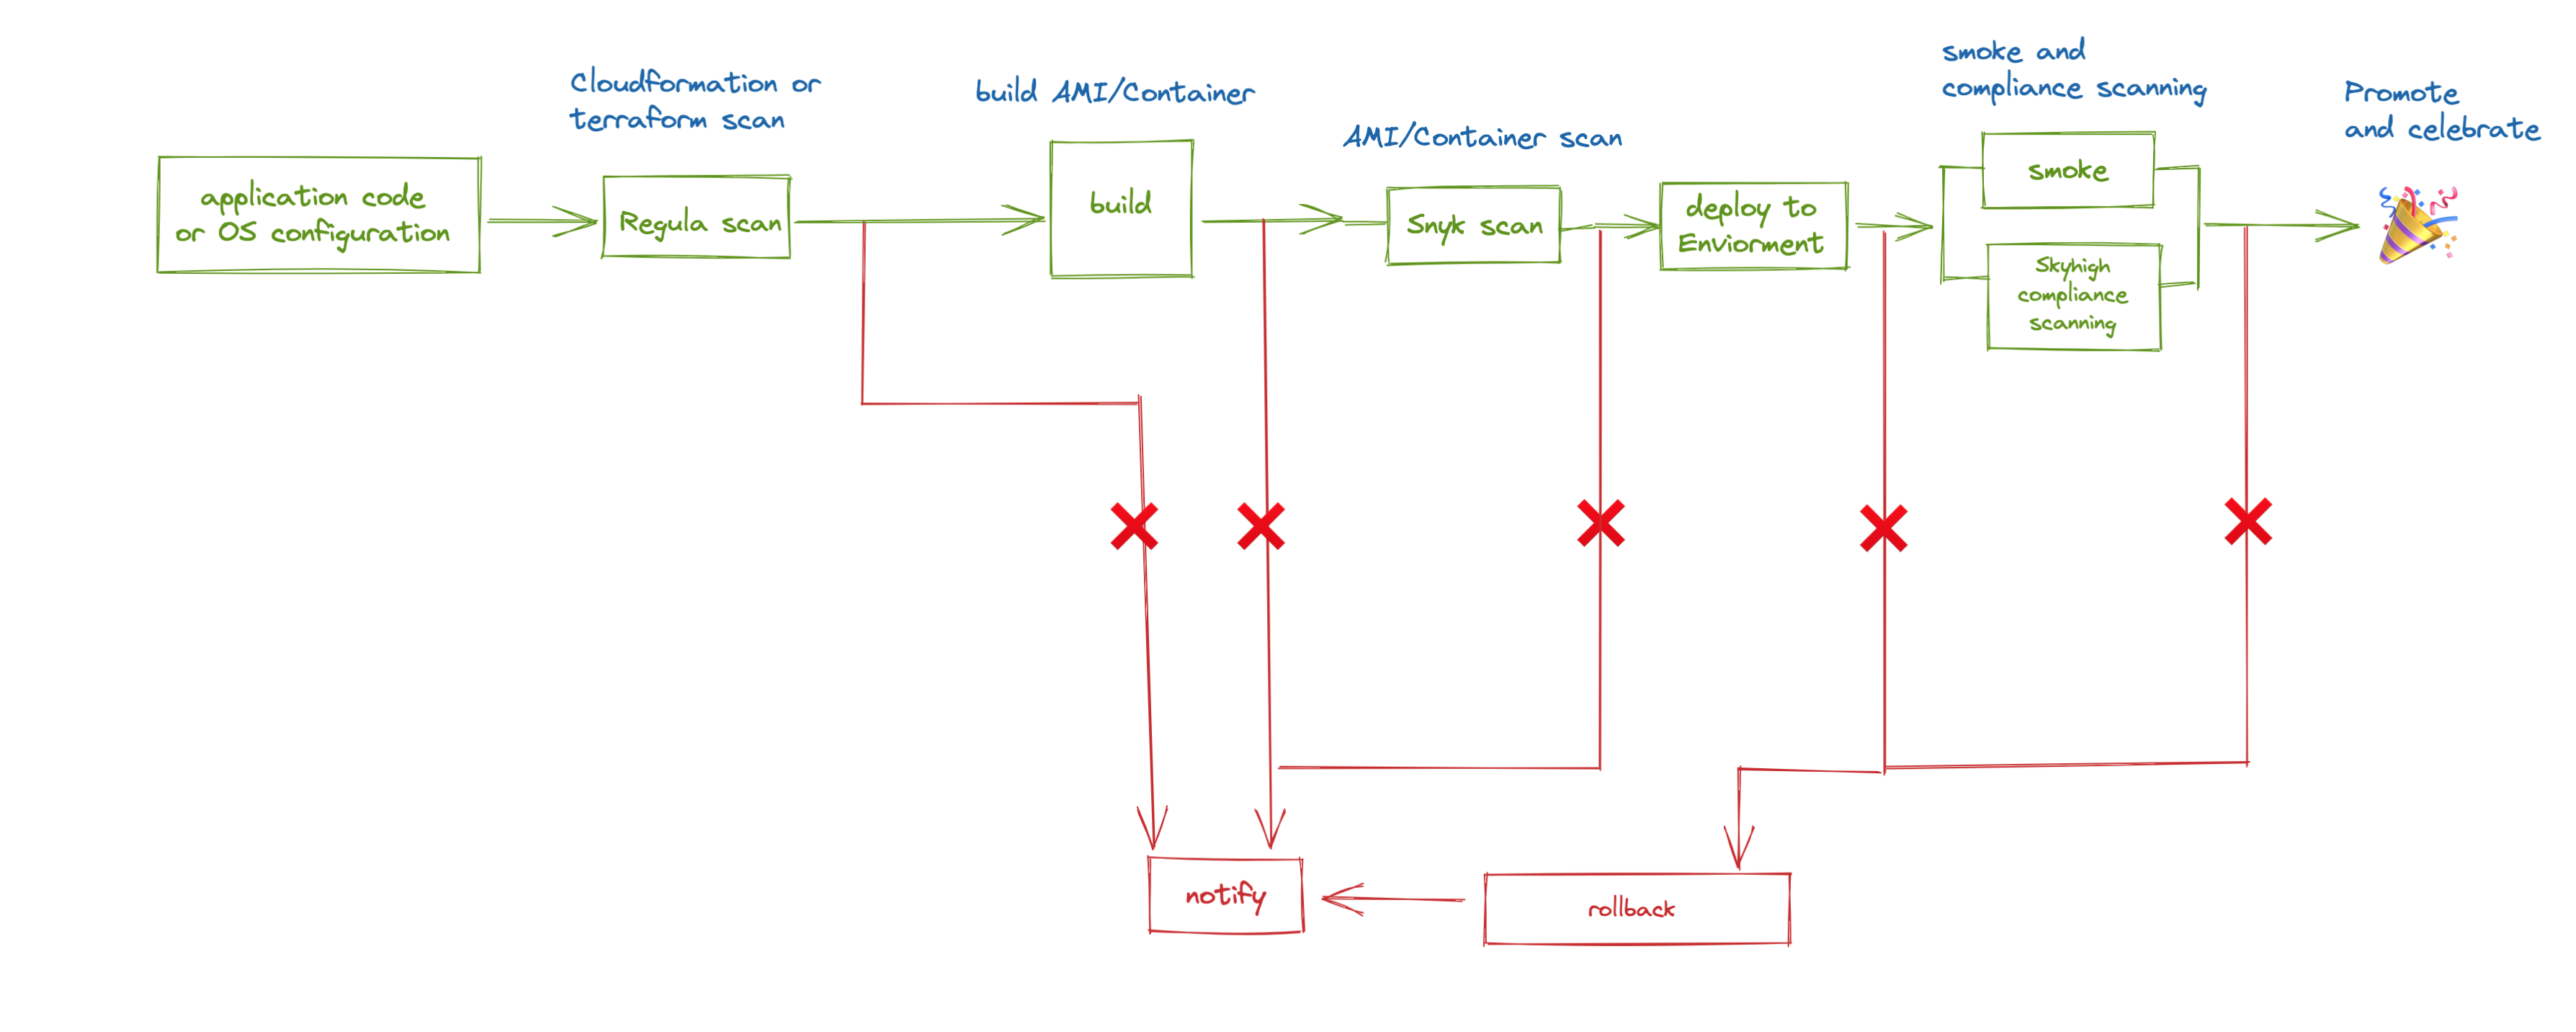 Cloudformation or
terraform scan
build AMI/Container
AMI/Container scan
smoke and
compliance scanning
Promote
and celebrate
application code
or OS configuration
Regula scan
build
Snyk scan
deploy to
Enviorment
smoke
Skyhigh
compliance
scanning
notify
rollback